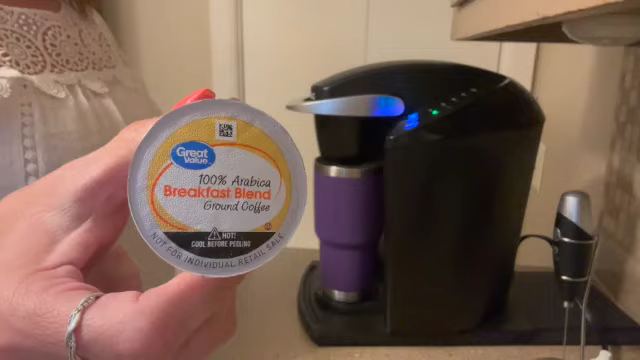 Great
Value
100% Arabica
Breakfast Blend
Ground Coffee
HOT!
COOL BEFORE PEELING
NOT FOR INDIVIDUAL RETAIL SALE